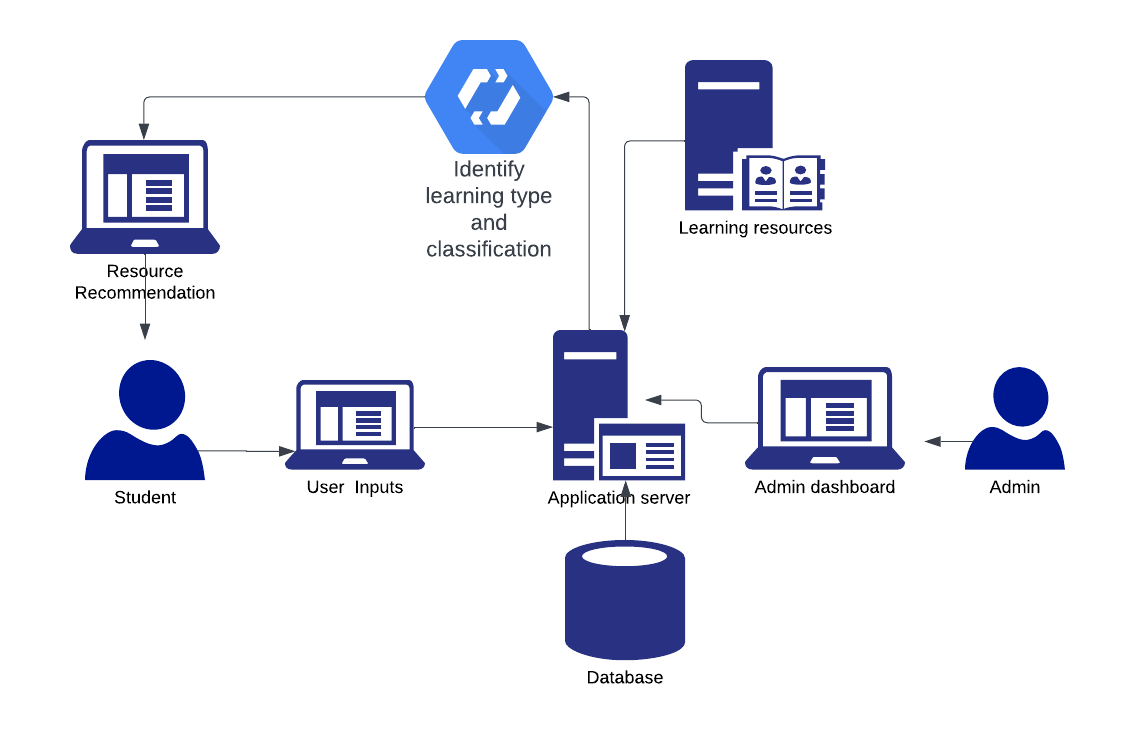 Identify
learning type
and
classification
Learning resources
Resource
Recommendation
Student
User Inputs
Application server
Admin dashboard
Admin
Database